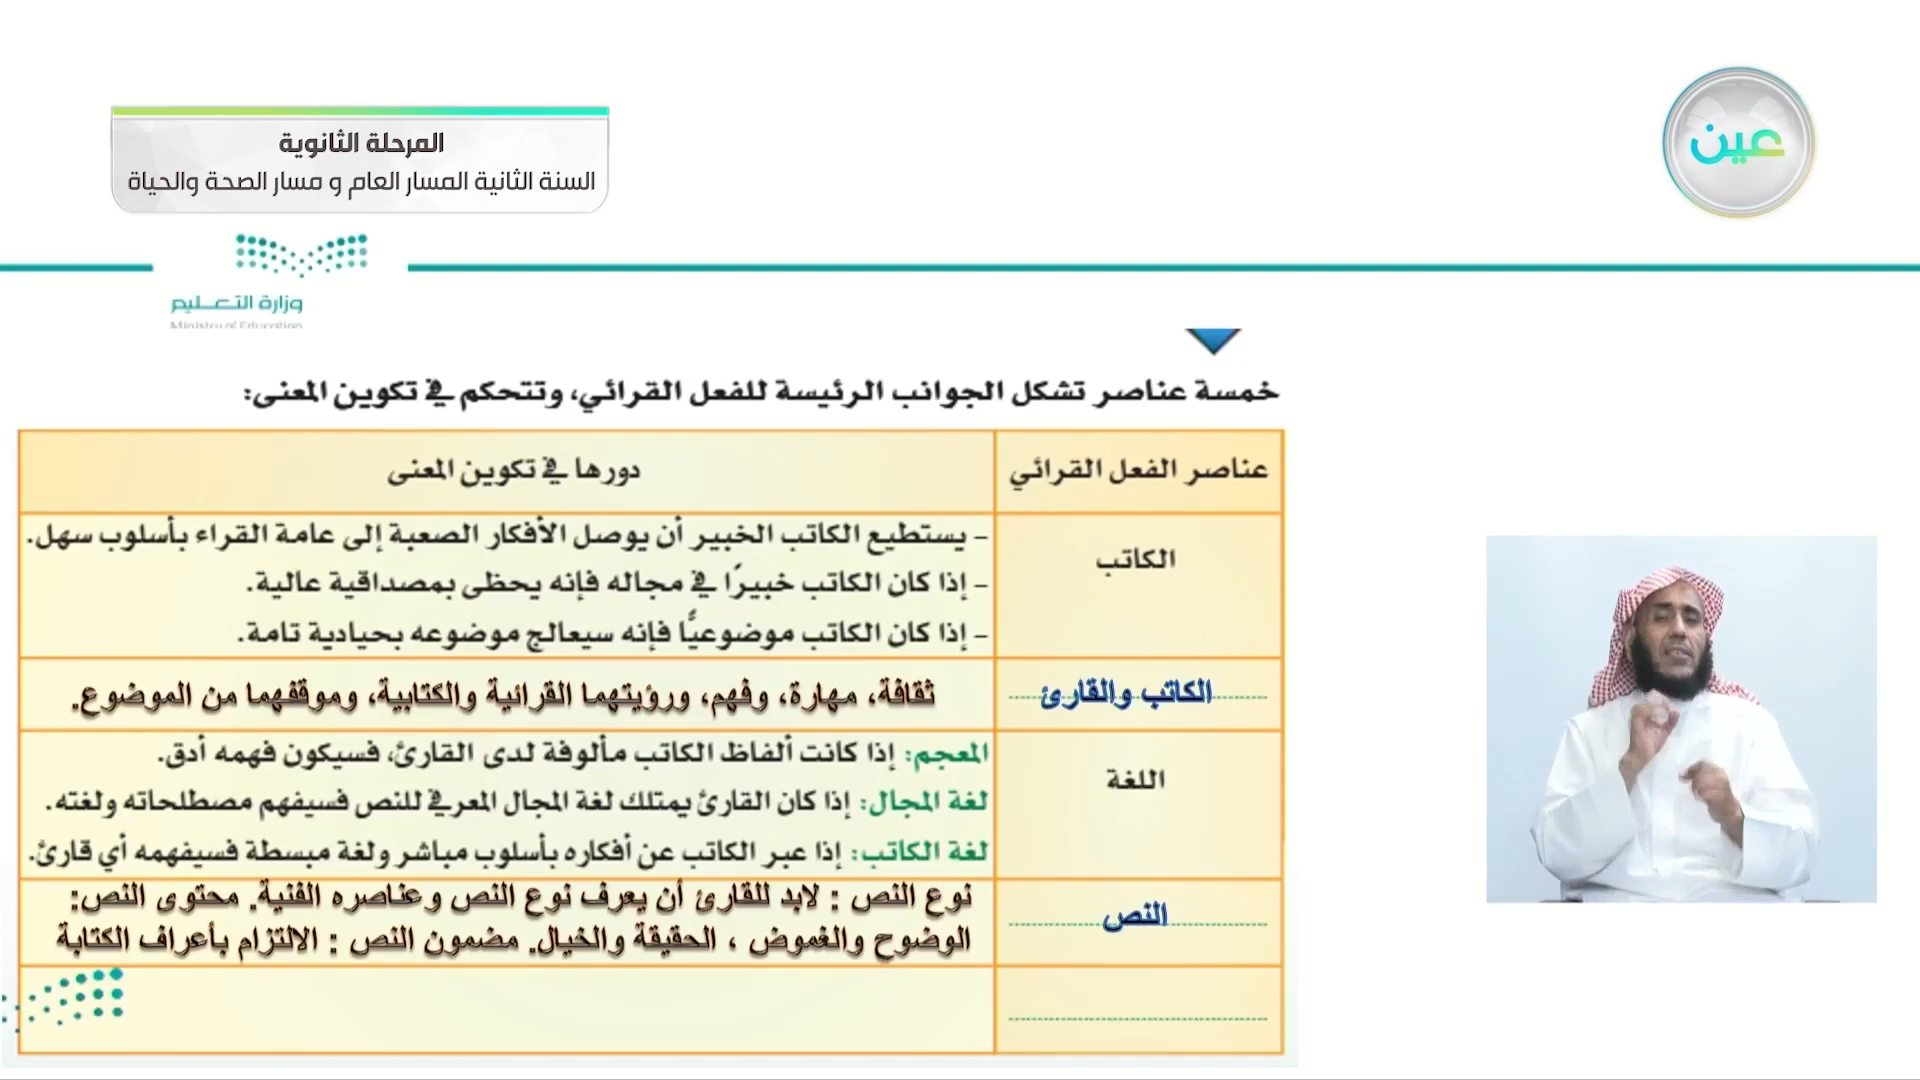 المرحلة الثانوية
السنة الثانية المسار العام و مسار الصحة والحياة
عين
وزارة التعليم
Ministry of Education
خمسة عناصر تشكل الجوانب الرئيسة للفعل القرائي، وتتحكم في تكوين المعنى:
عناصر الفعل القرائي
دورها في تكوين المعنى
الكاتب
- يستطيع الكاتب الخبير أن يوصل الأفكار الصعبة إلى عامة القراء بأسلوب سهل.
- إذا كان الكاتب خبيرًا في مجاله فإنه يحظى بمصداقية عالية.
- إذا كان الكاتب موضوعيًّا فإنه سيعالج موضوعه بحيادية تامة.
الكاتب والقارئ
ثقافة، مهارة، وفهم، ورؤيتهما القرائية والكتابية، وموقفهما من الموضوع.
اللغة
المعجم: إذا كانت ألفاظ الكاتب مألوفة لدى القارئ، فسيكون فهمه أدق.
لغة المجال: إذا كان القارئ يمتلك لغة المجال المعرفي للنص فسيفهم مصطلحاته ولغته.
لغة الكاتب: إذا عبر الكاتب عن أفكاره بأسلوب مباشر ولغة مبسطة فسيفهمه أي قارئ.
النص
نوع النص : لابد للقارئ أن يعرف نوع النص وعناصره الفنية. محتوى النص:
الوضوح والغموض ، الحقيقة والخيال. مضمون النص : الالتزام بأعراف الكتابة